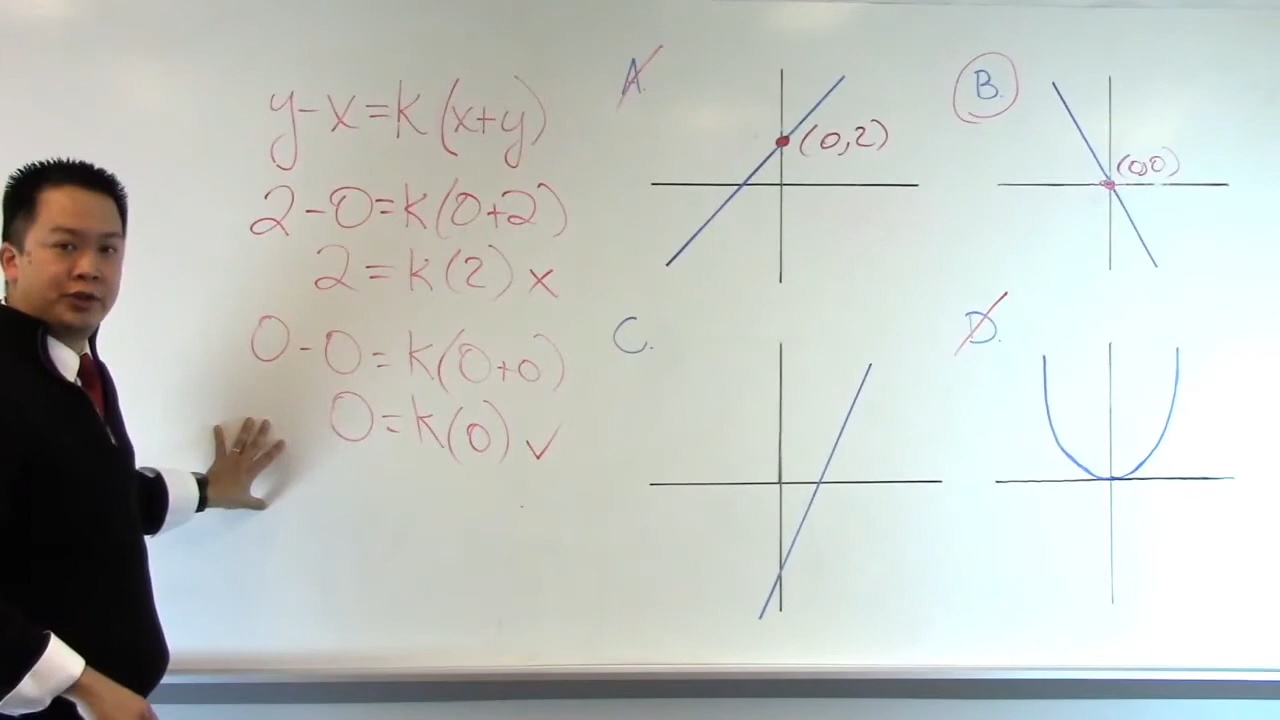 y-x=k(x+y)
2-0=k(0+2)
2=k(2) x
0-0=k(0+0)
0=k(0) ✓
A.
(0,2)
B.
(0,0)
C.
D.